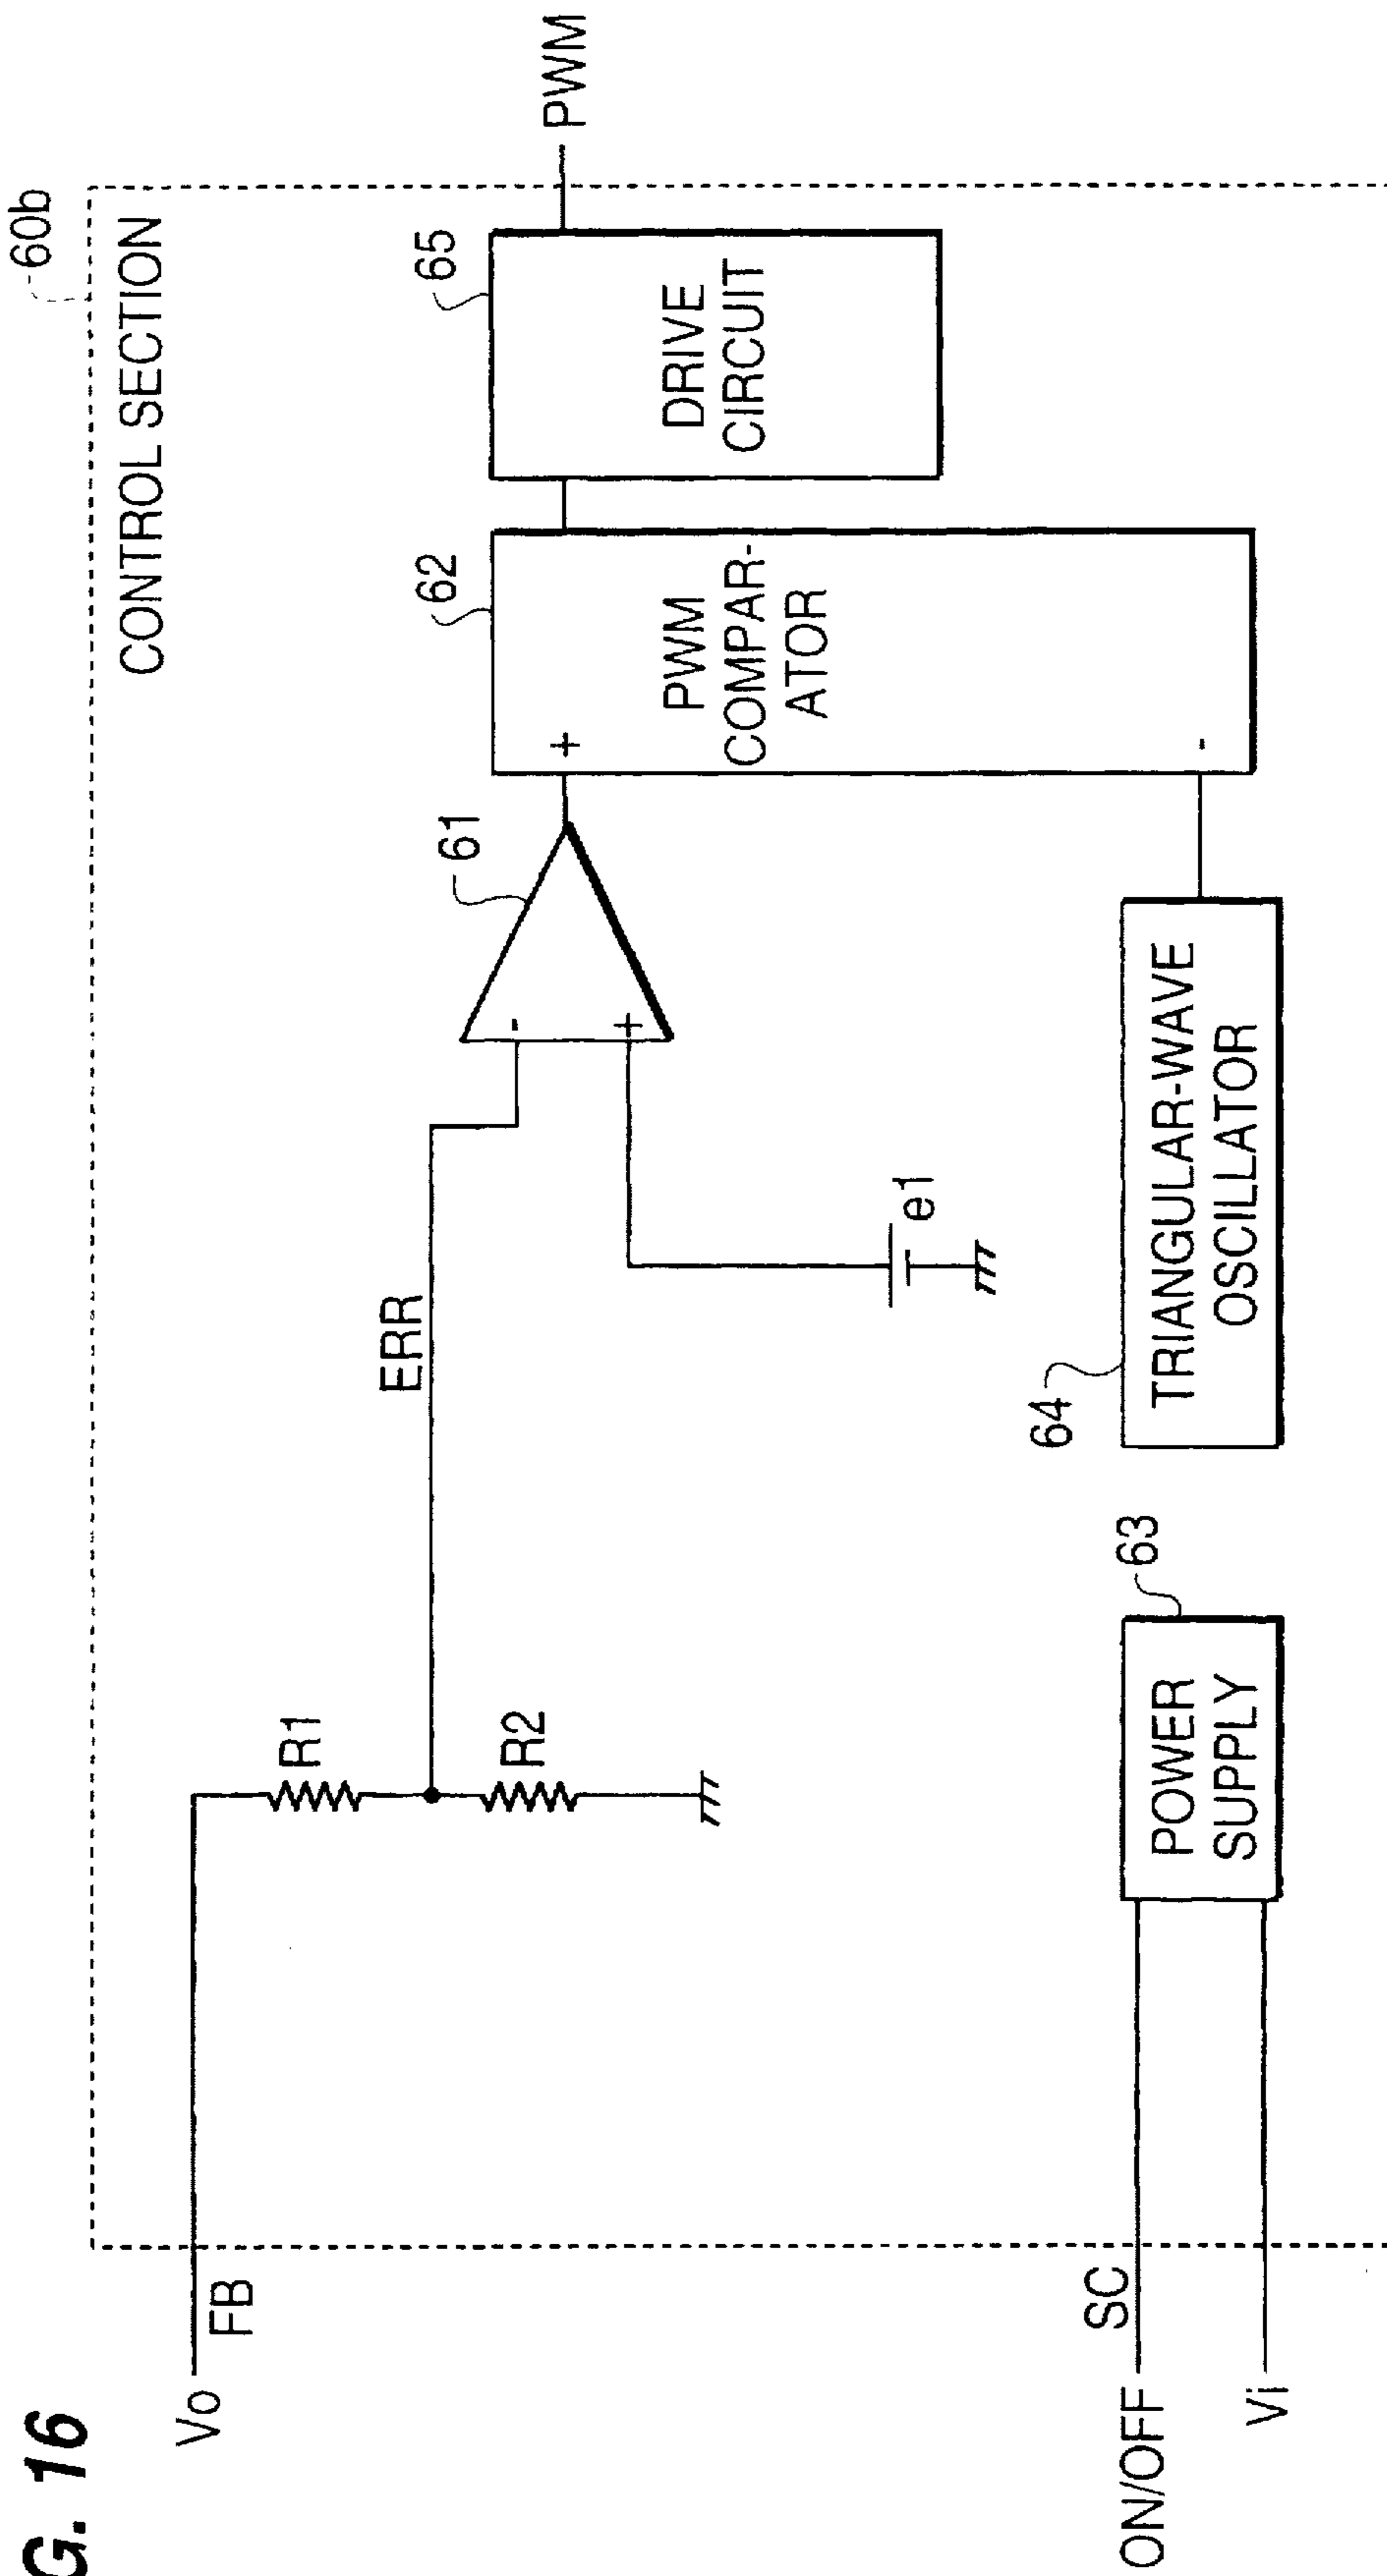 G. 16
60b
CONTROL SECTION
Vo
FB
R1
R2
ERR
61
-
+
e1
62
+
-
PWM
COMPAR-
ATOR
65
DRIVE
CIRCUIT
PWM
ON/OFF
SC
Vi
63
POWER
SUPPLY
64
TRIANGULAR-WAVE
OSCILLATOR